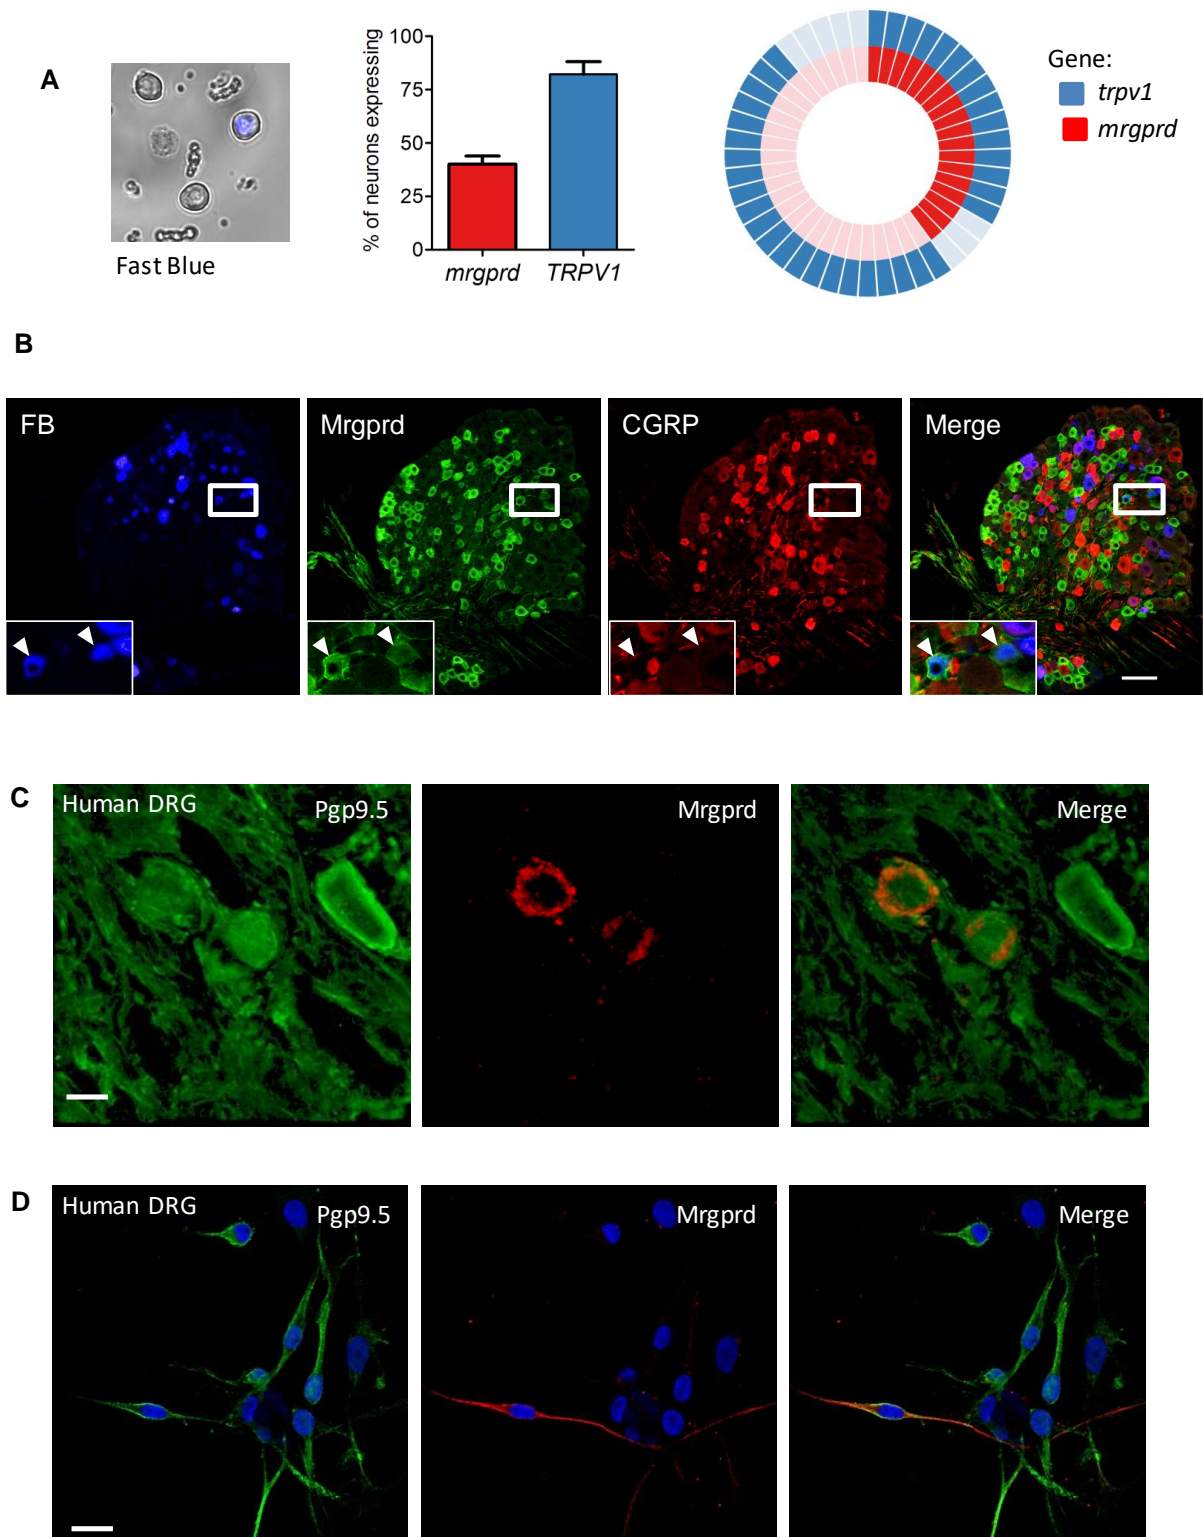 A
Fast Blue
% of neurons expressing
100
75
50
25
0
mrgprd
TRPV1
Gene:
trpv1
mrgprd
B
FB
Mrgprd
CGRP
Merge
C
Human DRG
Pgp9.5
Mrgprd
Merge
D
Human DRG
Pgp9.5
Mrgprd
Merge